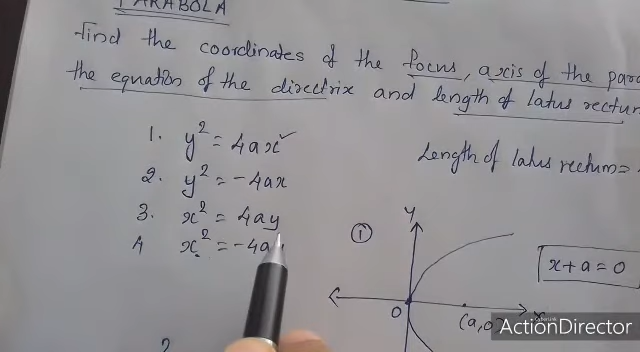 PARABOLA
find the coordinates of the focus, axis of the
the equation of the directrix and length of latus
1. y² = 4ax ✓
2. y² = -4ax
3. x² = 4ay
4 x² = -4a
Length of latus rectum =
① Y
x+a=0
O (a,0) X
ActionDirector
2